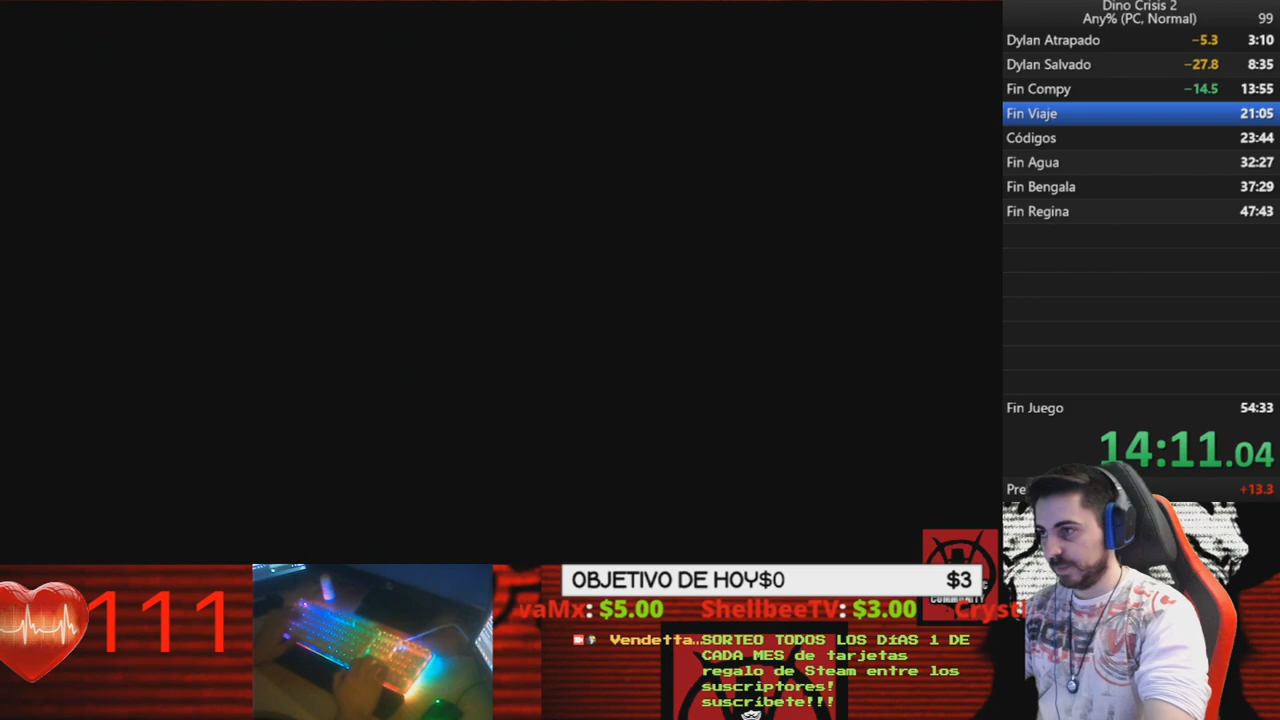 Dino Crisis 2
Any% (PC, Normal) 99
Dylan Atrapado −5.3 3:10
Dylan Salvado −27.8 8:35
Fin Compy −14.5 13:55
Fin Viaje 21:05
Códigos 23:44
Fin Agua 32:27
Fin Bengala 37:29
Fin Regina 47:43
Fin Juego 54:33
14:11.04
Pre +13.3
111
OBJETIVO DE HOY$0 $3
COMMUNITY
vaMx: $5.00 ShellbeeTV: $3.00 Cryst
Vendetta..SORTEO TODOS LOS DíAS 1 DE
CADA MES de tarjetas
regalo de Steam entre los
suscriptores!
suscríbete!!!